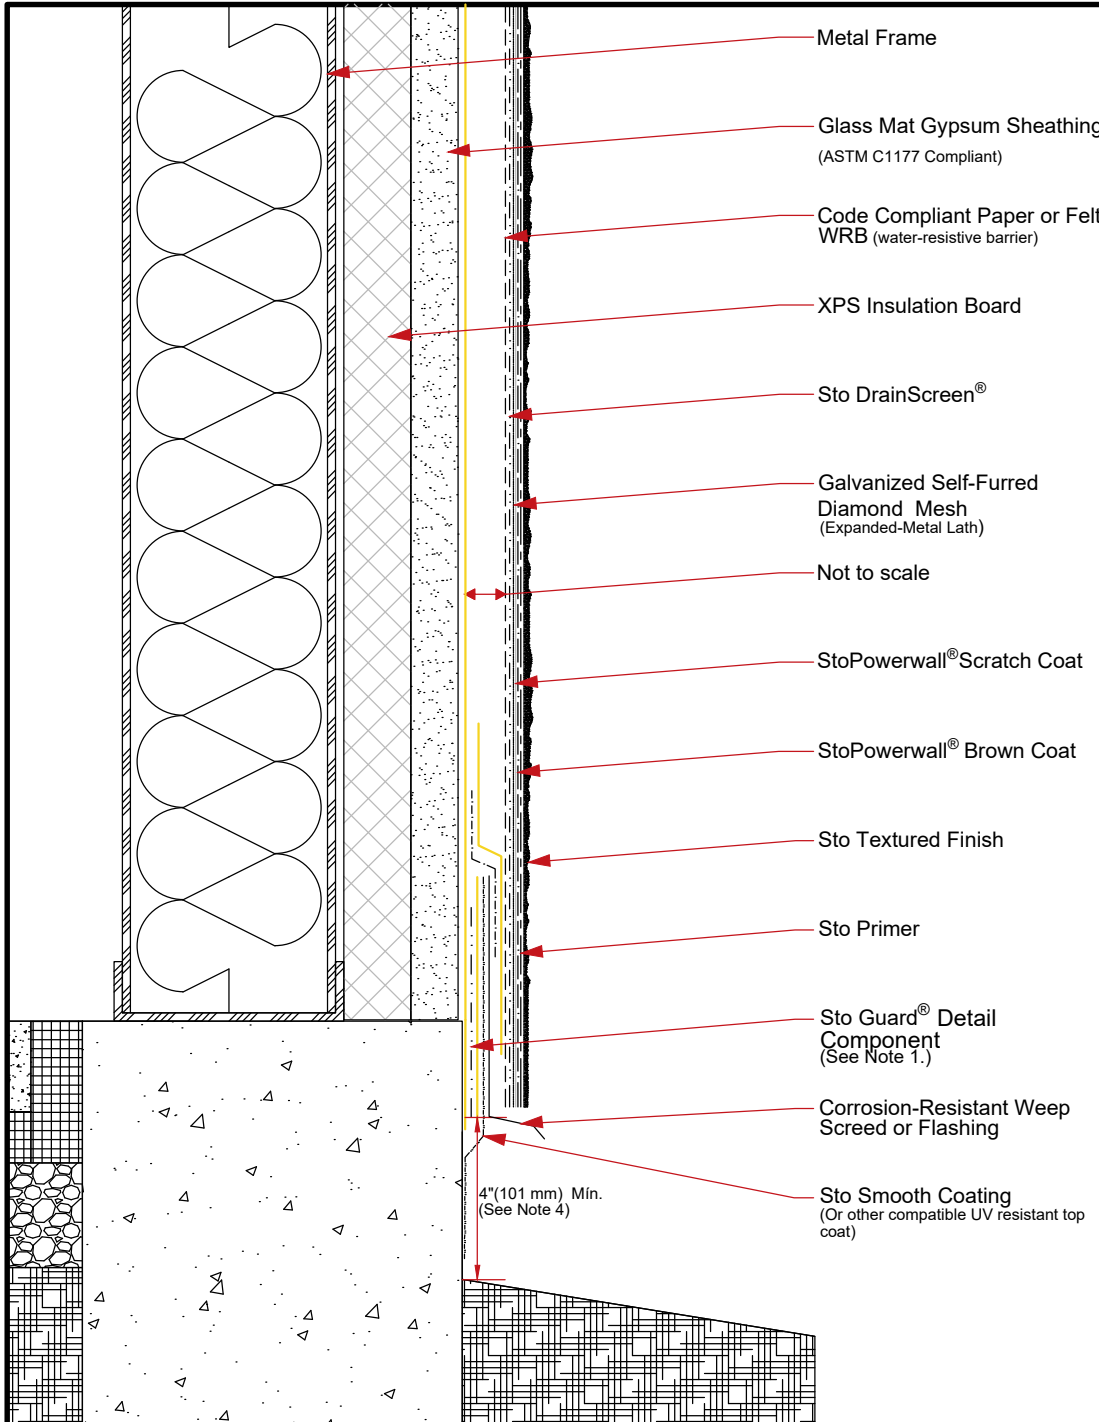 Metal Frame
Glass Mat Gypsum Sheathing
(ASTM C1177 Compliant)
Code Compliant Paper or Felt
WRB (water-resistive barrier)
XPS Insulation Board
Sto DrainScreen®
Galvanized Self-Furred
Diamond Mesh
(Expanded-Metal Lath)
Not to scale
StoPowerwall® Scratch Coat
StoPowerwall® Brown Coat
Sto Textured Finish
Sto Primer
Sto Guard® Detail
Component
(See Note 1.)
Corrosion-Resistant Weep
Screed or Flashing
4"(101 mm) Mín.
(See Note 4)
Sto Smooth Coating
(Or other compatible UV resistant top
coat)